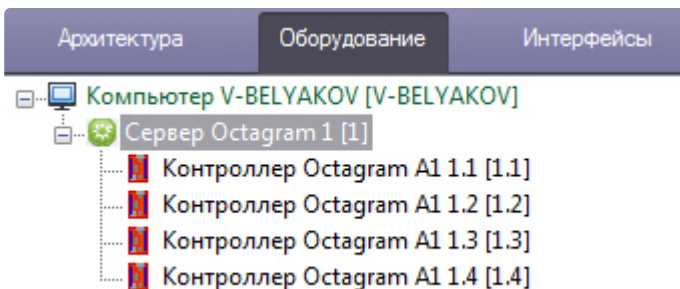 Архитектура Оборудование Интерфейсы
Компьютер V-BELYAKOV [V-BELYAKOV]
Сервер Octagram 1 [1]
Контроллер Octagram A1 1.1 [1.1]
Контроллер Octagram A1 1.2 [1.2]
Контроллер Octagram A1 1.3 [1.3]
Контроллер Octagram A1 1.4 [1.4]